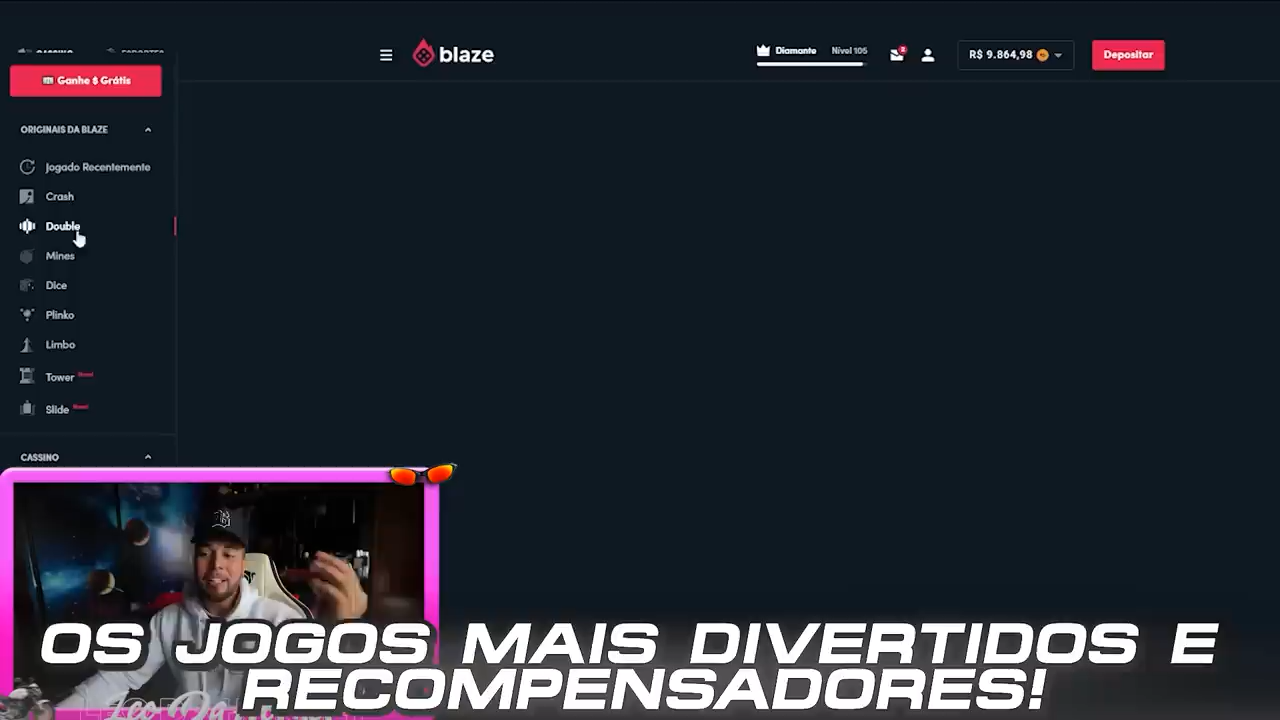 blaze
Diamante Nível 105
R$ 9.864,98
Depositar
Ganhe $ Grátis
ORIGINAIS DA BLAZE
Jogado Recentemente
Crash
Double
Mines
Dice
Plinko
Limbo
Tower
Slide
CASSINO
OS JOGOS MAIS DIVERTIDOS E
RECOMPENSADORES!